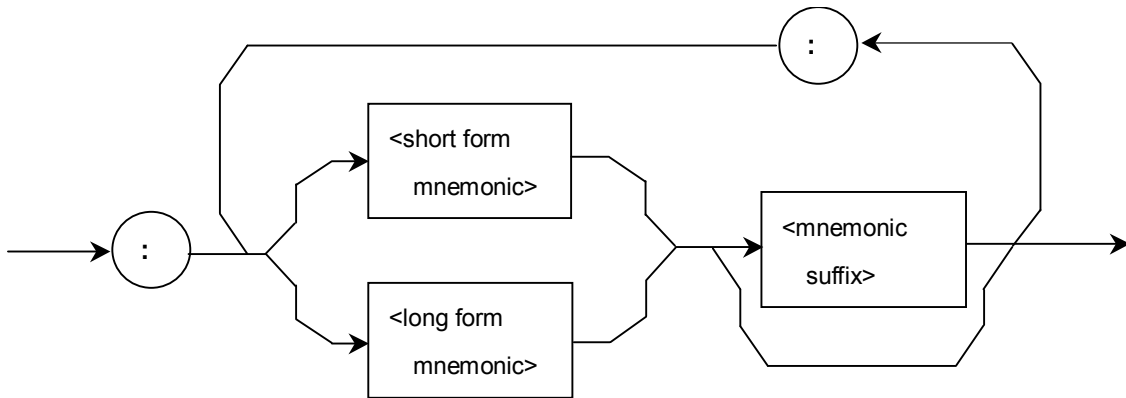 :
<short form
mnemonic>
:
<mnemonic
suffix>
<long form
mnemonic>